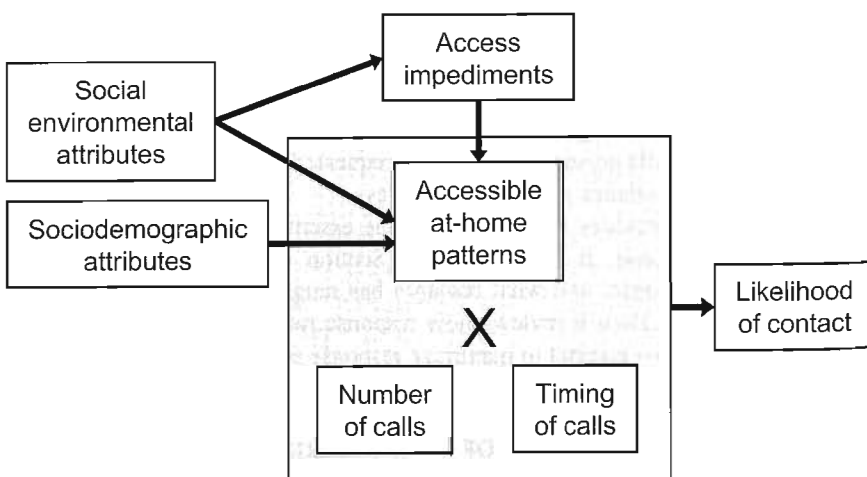 Access
impediments
Social
environmental
attributes
Accessible
at-home
patterns
Sociodemographic
attributes
Likelihood
of contact
X
Number
of calls
Timing
of calls